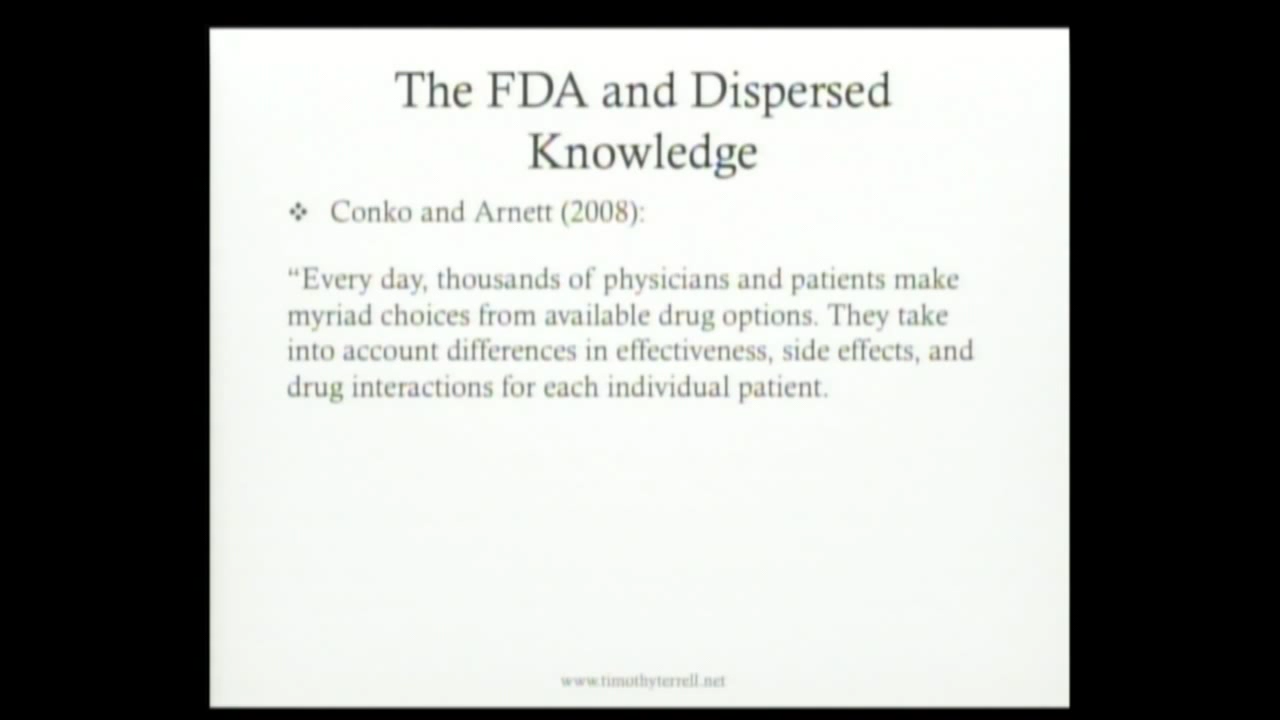 The FDA and Dispersed
Knowledge
❖ Conko and Arnett (2008):
“Every day, thousands of physicians and patients make
myriad choices from available drug options. They take
into account differences in effectiveness, side effects, and
drug interactions for each individual patient.
www.timothyterrell.net